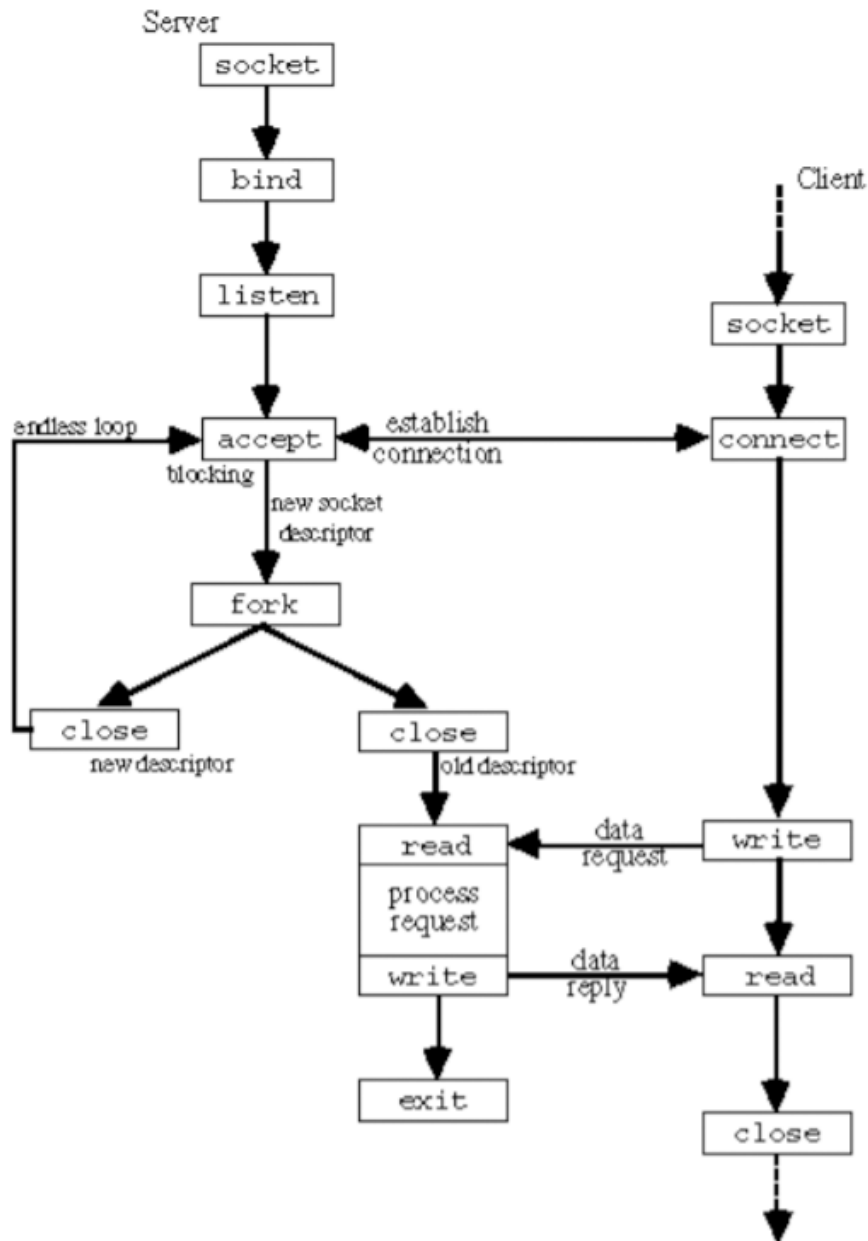 Server
socket
bind
Client
listen
socket
endless loop
accept
establish
connection
connect
blocking
new socket
descriptor
fork
close
new descriptor
close
old descriptor
read
data
request
write
process
request
write
data
reply
read
exit
close